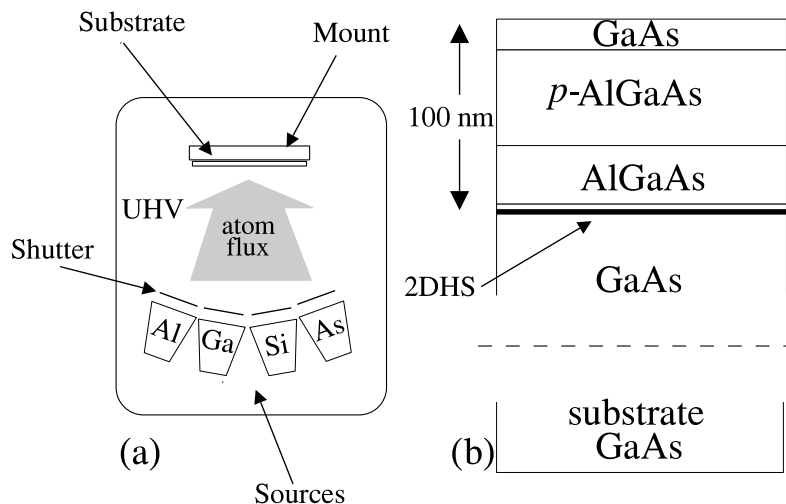 Substrate
Mount
UHV
atom
flux
Shutter
Al
Ga
Si
As
(a)
Sources
GaAs
p-AlGaAs
100 nm
AlGaAs
2DHS
GaAs
substrate
GaAs
(b)